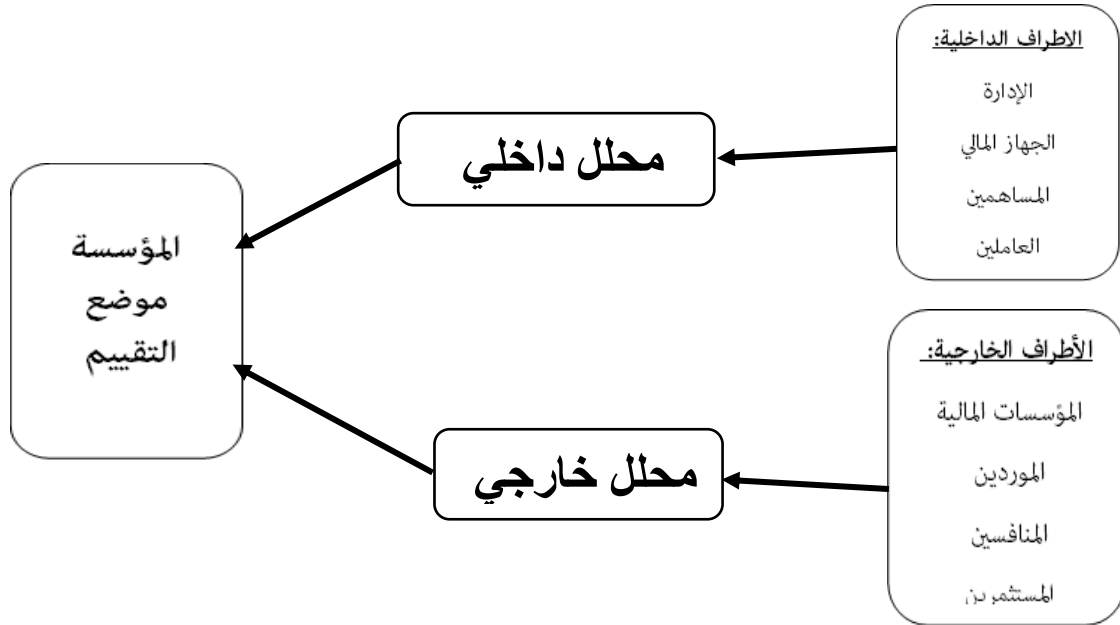 الاطراف الداخلية:
الإدارة
الجهاز المالي
المساهمين
العاملين
محلل داخلي
المؤسسة
موضع
التقييم
الأطراف الخارجية:
المؤسسات المالية
الموردين
المنافسين
المستثمرين
محلل خارجي